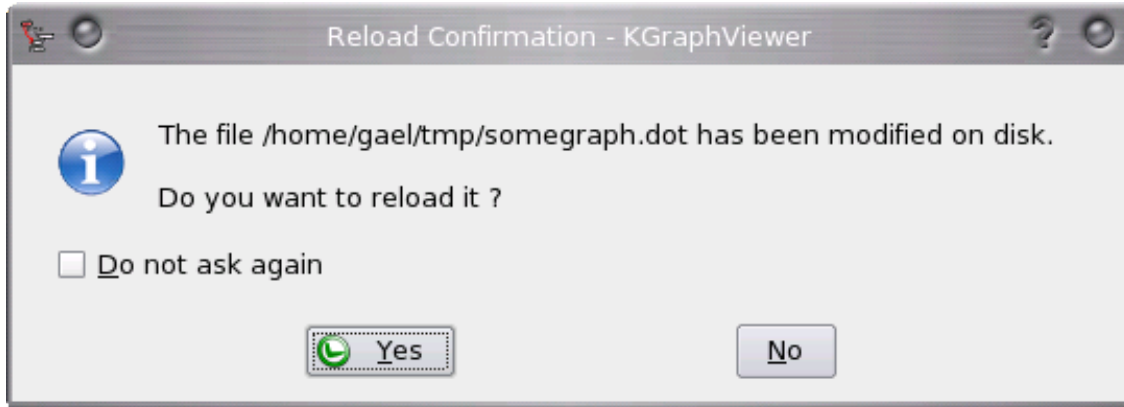 Reload Confirmation - KGraphViewer
The file /home/gael/tmp/somegraph.dot has been modified on disk.
Do you want to reload it ?
Do not ask again
Yes
No